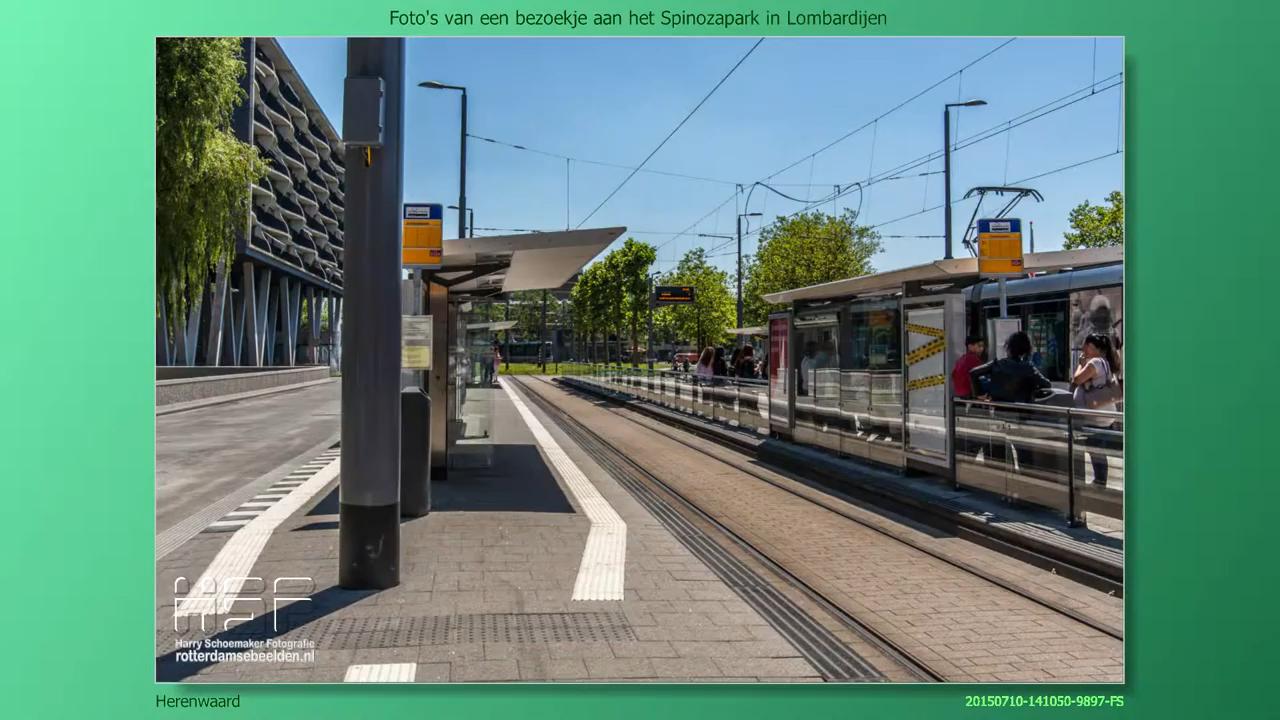 Foto's van een bezoekje aan het Spinozapark in Lombardijen
HSF
Harry Schoemaker Fotografie
rotterdamsebeelden.nl
Herenwaard
20150710-141050-9897-FS